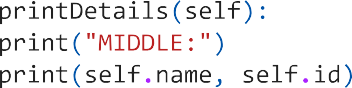 printDetails(self):
print("MIDDLE:")
print(self.name, self.id)